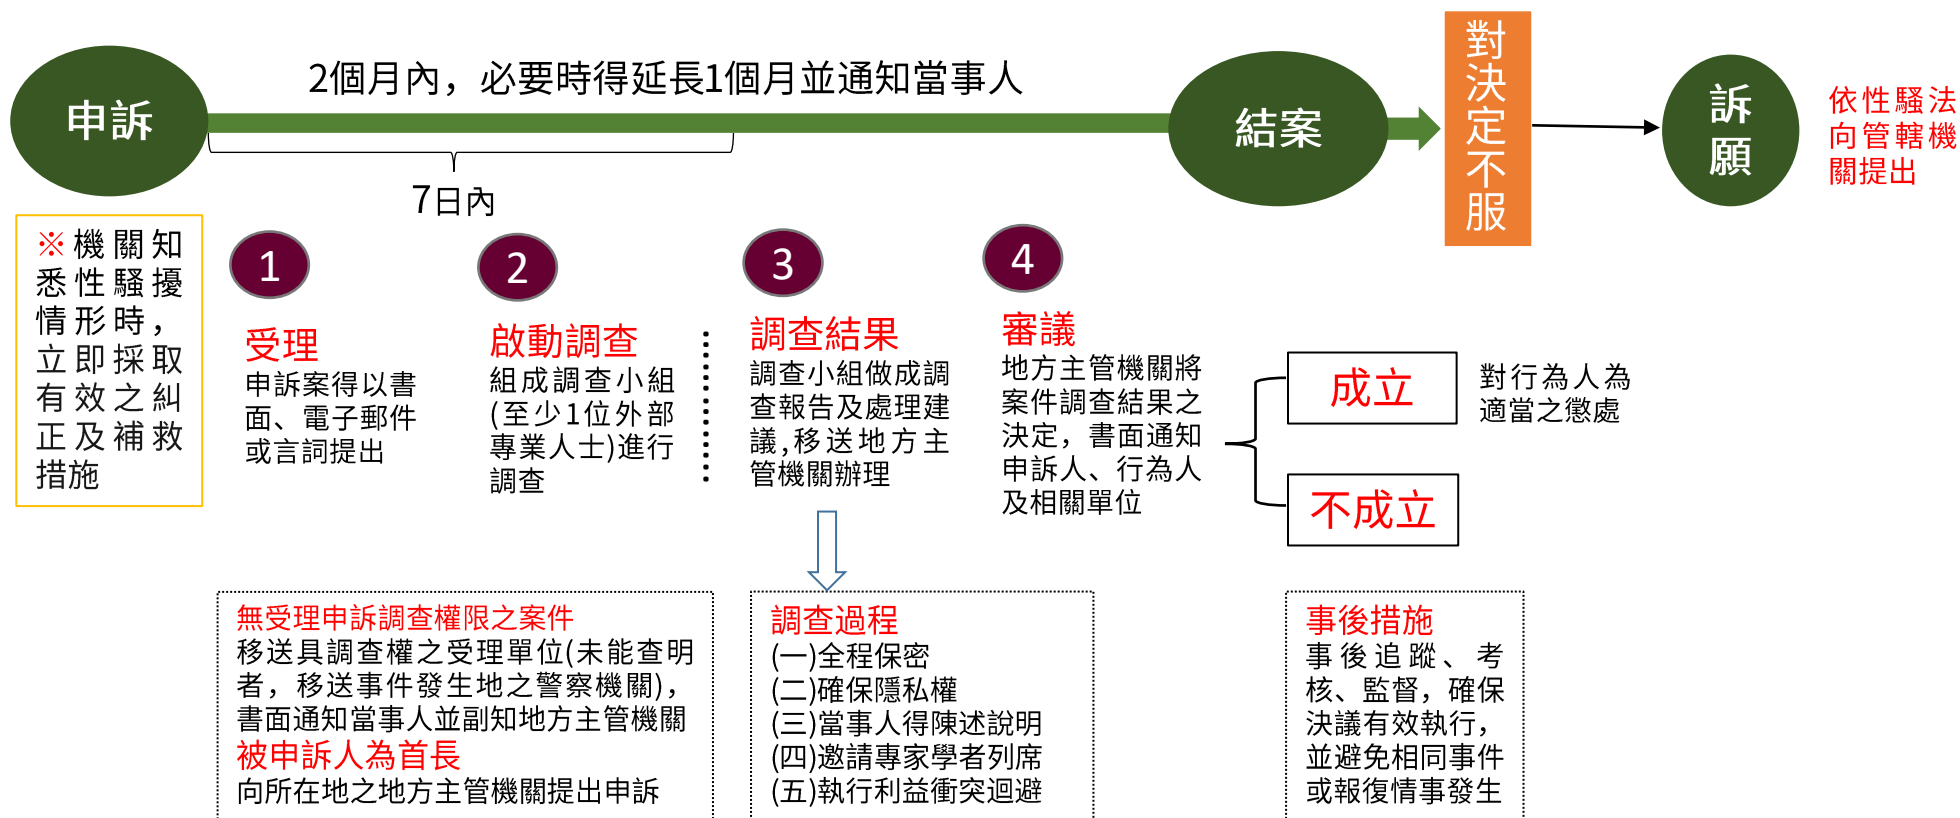 申訴
2個月內，必要時得延長1個月並通知當事人
結案
對決定不服
訴願
依性騷法
向管轄機
關提出
7日內
※機關知
悉性騷擾
情形時，
立即採取
有效之糾
正及補救
措施
1
受理
申訴案得以書
面、電子郵件
或言詞提出
2
啟動調查
組成調查小組
(至少1位外部
專業人士)進行
調查
3
調查結果
調查小組做成調
查報告及處理建
議,移送地方主
管機關辦理
4
審議
地方主管機關將
案件調查結果之
決定，書面通知
申訴人、行為人
及相關單位
成立
對行為人為
適當之懲處
不成立
無受理申訴調查權限之案件
移送具調查權之受理單位(未能查明
者，移送事件發生地之警察機關)，
書面通知當事人並副知地方主管機關
被申訴人為首長
向所在地之地方主管機關提出申訴
調查過程
(一)全程保密
(二)確保隱私權
(三)當事人得陳述說明
(四)邀請專家學者列席
(五)執行利益衝突迴避
事後措施
事後追蹤、考
核、監督，確保
決議有效執行，
並避免相同事件
或報復情事發生